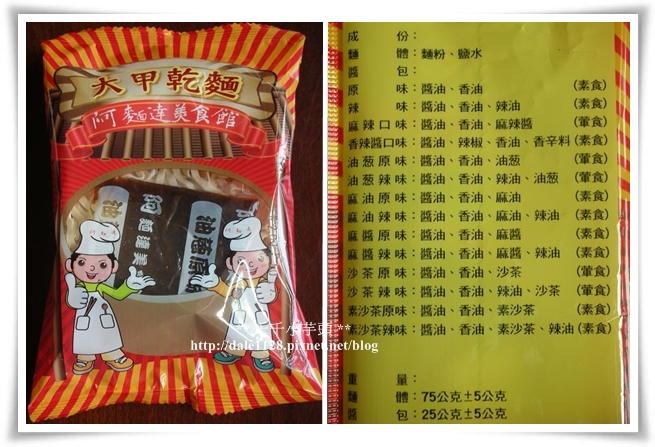 大甲乾麵
阿麵達美食館
阿麵達美
油蔥原
千小芋頭 **
http://dale1128.pixnet.net/blog
成份：
麵體：麵粉、鹽水
醬包：
原味：醬油、香油 (素食)
辣味：醬油、香油、辣油 (素食)
麻辣口味：醬油、香油、麻辣醬 (葷食)
香辣醬口味：醬油、辣椒、香油、香辛料 (素食)
油葱原味：醬油、香油、油葱 (葷食)
油葱辣味：醬油、香油、辣油、油葱 (葷食)
麻油原味：醬油、香油、麻油 (素食)
麻油辣味：醬油、香油、麻油、辣油 (素食)
麻醬原味：醬油、香油、麻醬 (素食)
麻醬辣味：醬油、香油、麻醬、辣油 (素食)
沙茶原味：醬油、香油、沙茶 (葷食)
沙茶辣味：醬油、香油、辣油、沙茶 (葷食)
素沙茶原味：醬油、香油、素沙茶 (素食)
素沙茶辣味：醬油、香油、素沙茶、辣油 (素食)
重量：
麵體：75公克±5公克
醬包：25公克±5公克